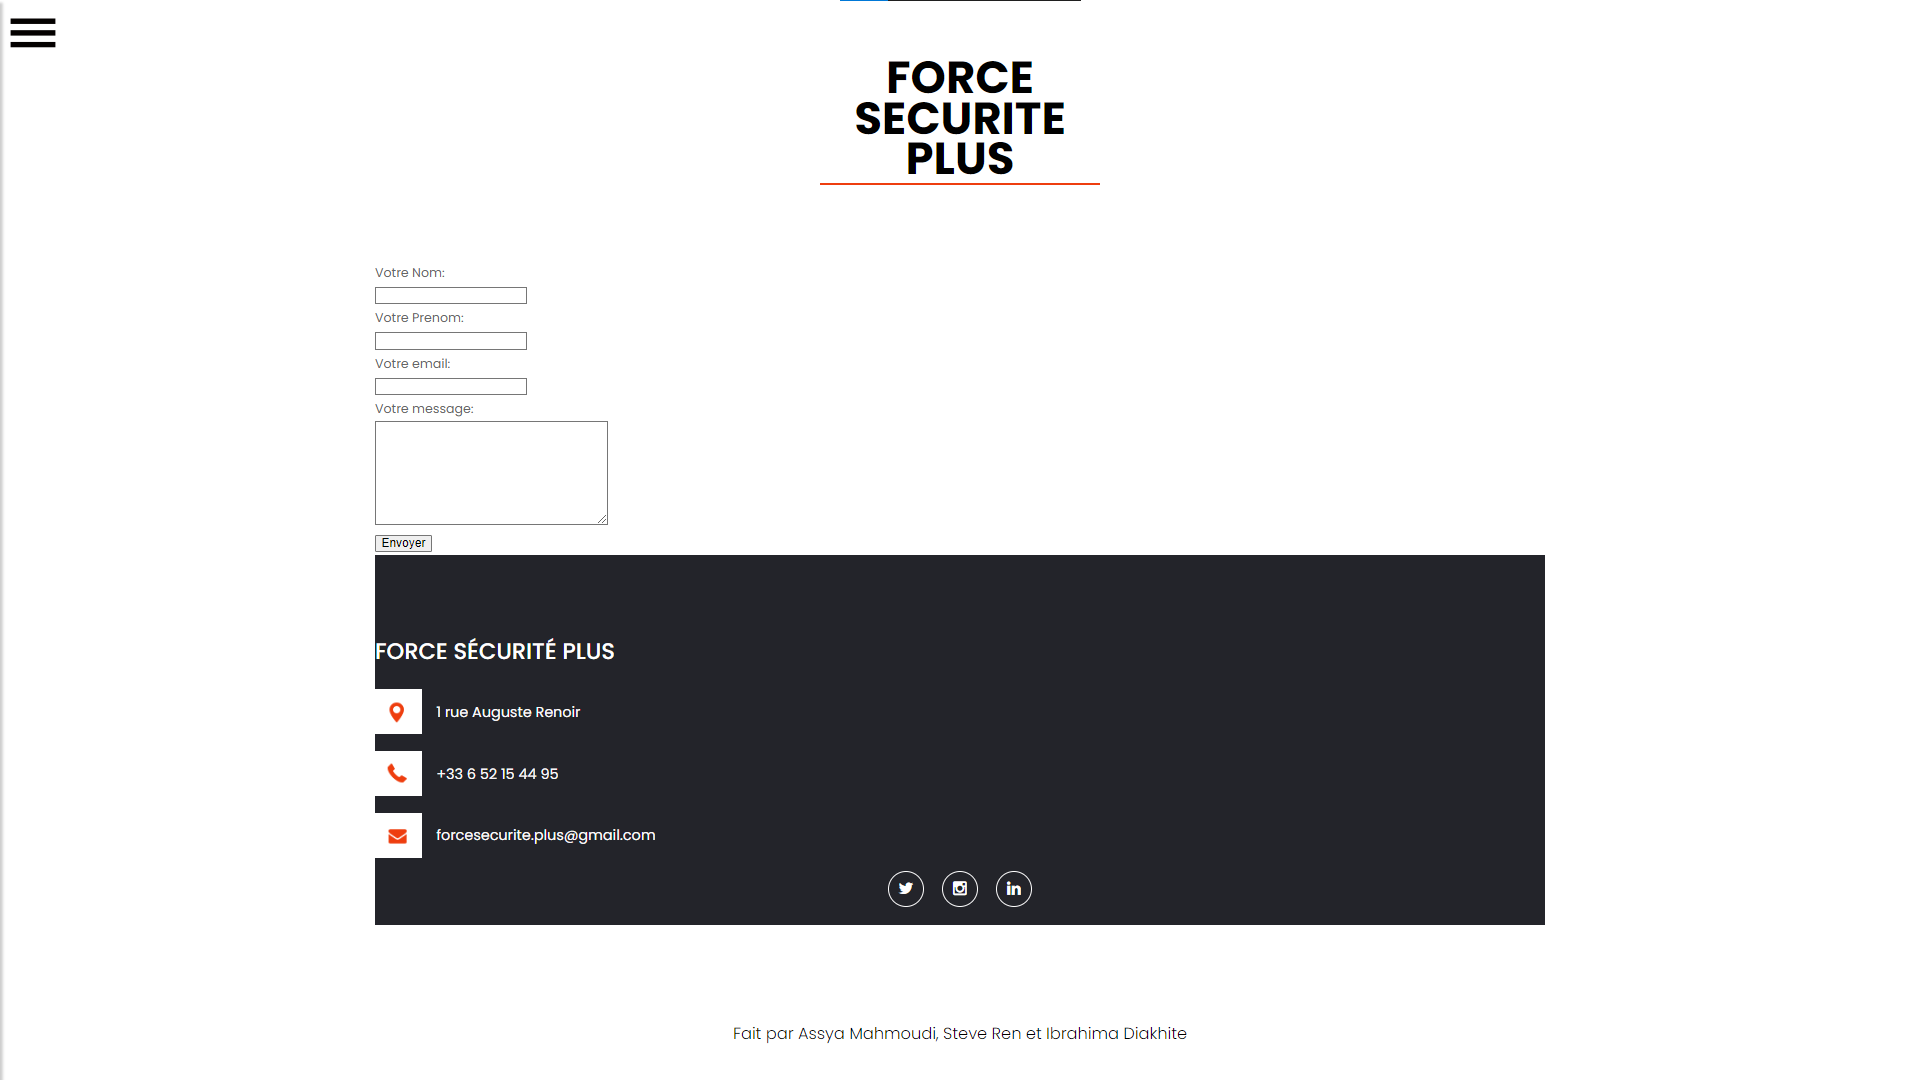 FORCE
SECURITE
PLUS
Votre Nom:
Votre Prenom:
Votre email:
Votre message:
Envoyer
FORCE SÉCURITÉ PLUS
1 rue Auguste Renoir
+33 6 52 15 44 95
forcesecurite.plus@gmail.com
Fait par Assya Mahmoudi, Steve Ren et Ibrahima Diakhite